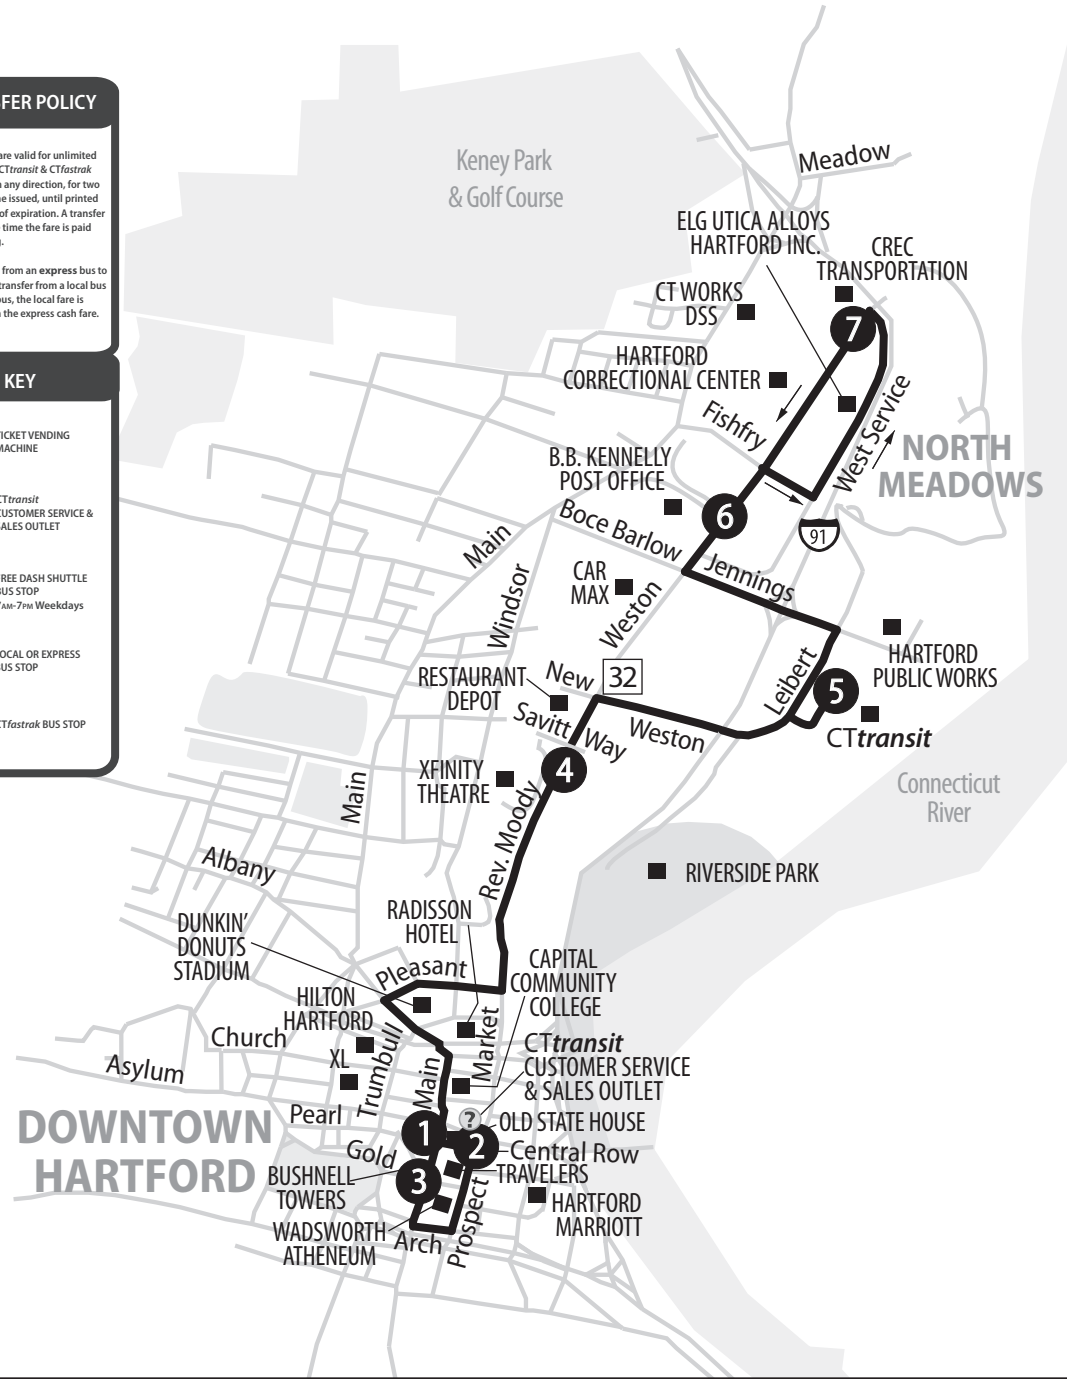 FER POLICY
are valid for unlimited
CTtransit & CTfastrak
any direction, for two
e issued, until printed
of expiration. A transfer
time the fare is paid
from an express bus to
transfer from a local bus
bus, the local fare is
the express cash fare.
KEY
TICKET VENDING
MACHINE
CTtransit
CUSTOMER SERVICE &
SALES OUTLET
FREE DASH SHUTTLE
BUS STOP
7AM-7PM Weekdays
LOCAL OR EXPRESS
BUS STOP
CTfastrak BUS STOP
Keney Park
& Golf Course
Meadow
ELG UTICA ALLOYS
HARTFORD INC.
CREC
TRANSPORTATION
CT WORKS
DSS
7
HARTFORD
CORRECTIONAL CENTER
Fishfry
West Service
NORTH
MEADOWS
B.B. KENNELLY
POST OFFICE
6
91
Boce Barlow
Main
Jennings
Windsor
CAR
MAX
Weston
HARTFORD
PUBLIC WORKS
New
32
RESTAURANT
DEPOT
Leibert
5
Savitt Way
Weston
CTtransit
4
XFINITY
THEATRE
Main
Connecticut
River
Rev. Moody
Albany
RIVERSIDE PARK
RADISSON
HOTEL
DUNKIN'
DONUTS
STADIUM
Pleasant
CAPITAL
COMMUNITY
COLLEGE
HILTON
HARTFORD
Church
Market
CTtransit
CUSTOMER SERVICE
& SALES OUTLET
XL
Asylum
Trumbull
Main
Pearl
?
OLD STATE HOUSE
DOWNTOWN
HARTFORD
1
2
Central Row
Gold
TRAVELERS
BUSHNELL
TOWERS
3
HARTFORD
MARRIOTT
WADSWORTH
ATHENEUM
Arch
Prospect